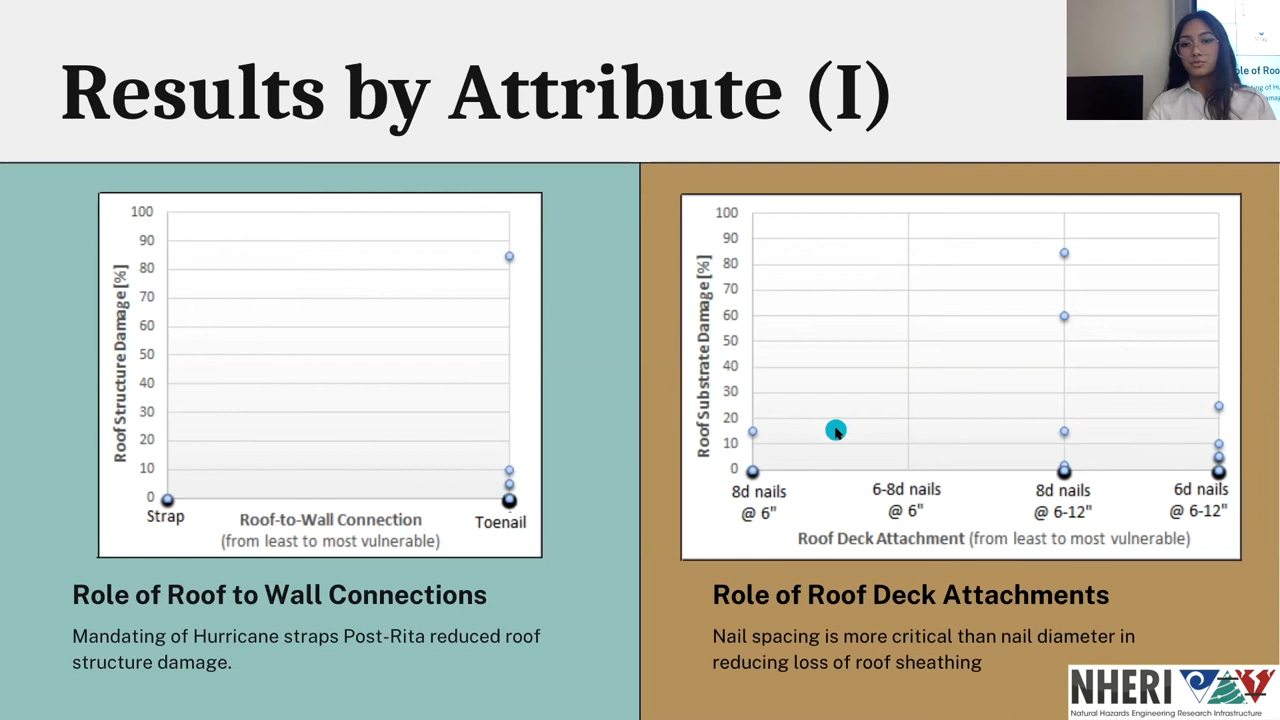 Results by Attribute (I)
ole of Roo
100
90
80
70
60
50
40
30
20
10
0
Roof Structure Damage [%]
Strap
Toenail
Roof-to-Wall Connection
(from least to most vulnerable)
Role of Roof to Wall Connections
Mandating of Hurricane straps Post-Rita reduced roof
structure damage.
100
90
80
70
60
50
40
30
20
10
0
Roof Substrate Damage [%]
8d nails
@ 6"
6-8d nails
@ 6"
8d nails
@ 6-12"
6d nails
@ 6-12"
Roof Deck Attachment (from least to most vulnerable)
Role of Roof Deck Attachments
Nail spacing is more critical than nail diameter in
reducing loss of roof sheathing
NHERI
Natural Hazards Engineering Research Infrastructure